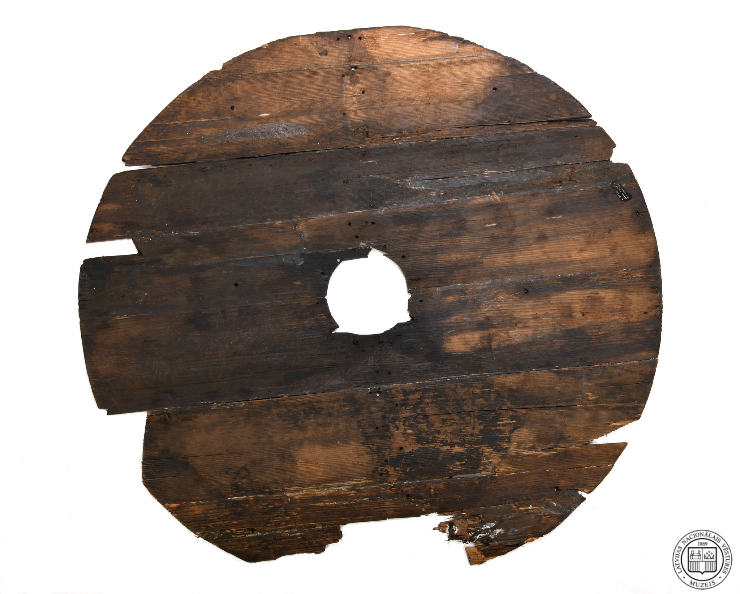 LATVIJAS NACIONĀLAIS VĒSTURES
MUZEJS
1869